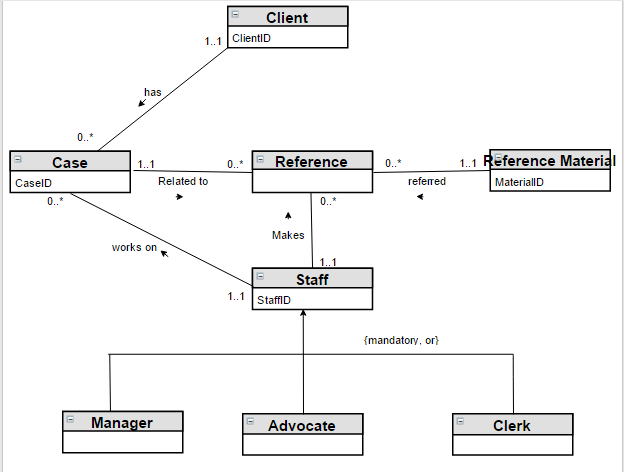 Client
ClientID
1..1
has
0..*
Case
CaseID
1..1
0..*
Related to
Reference
0..*
1..1
referred
Reference Material
MaterialID
0..*
0..*
works on
Makes
1..1
1..1
Staff
StaffID
{mandatory, or}
Manager
Advocate
Clerk